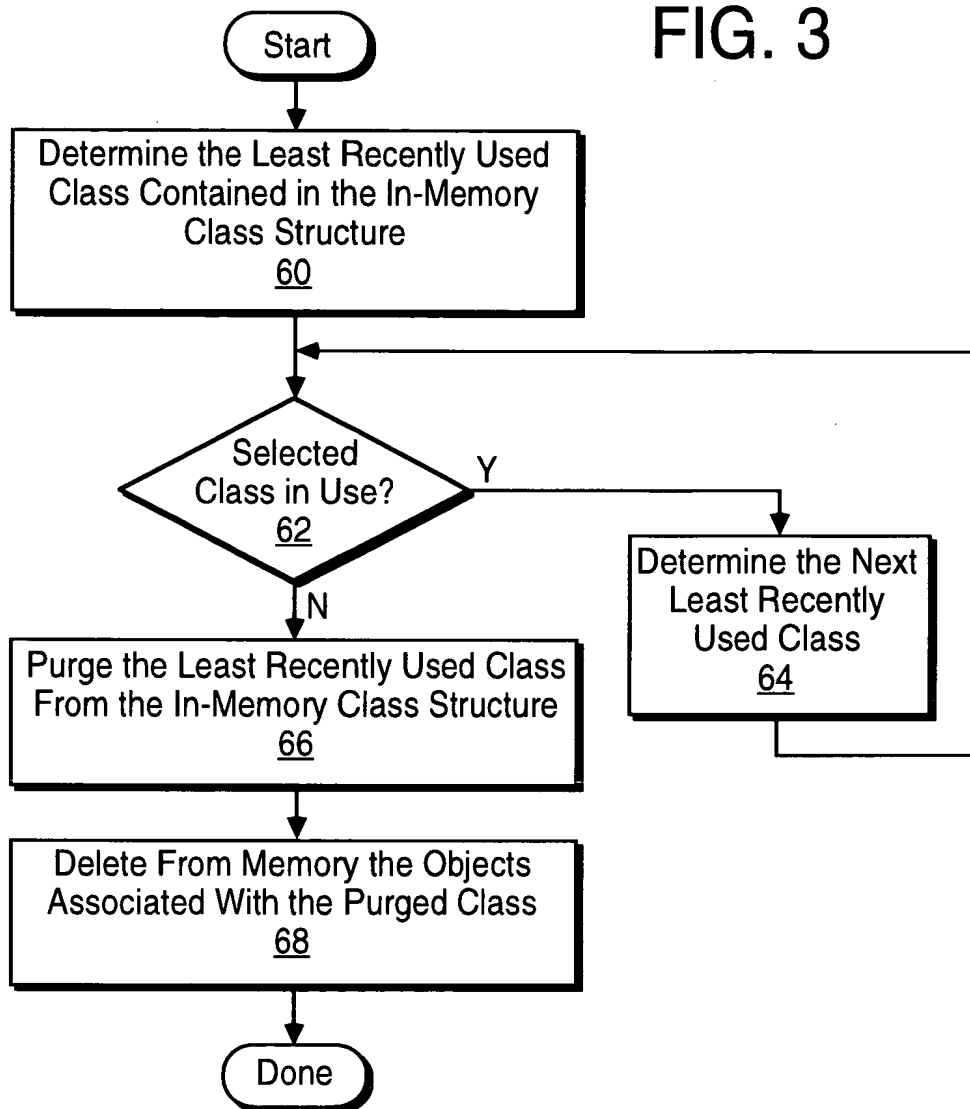 FIG. 3
Start
Determine the Least Recently Used
Class Contained in the In-Memory
Class Structure
60
Selected
Class in Use?
62
Y
N
Determine the Next
Least Recently
Used Class
64
Purge the Least Recently Used Class
From the In-Memory Class Structure
66
Delete From Memory the Objects
Associated With the Purged Class
68
Done